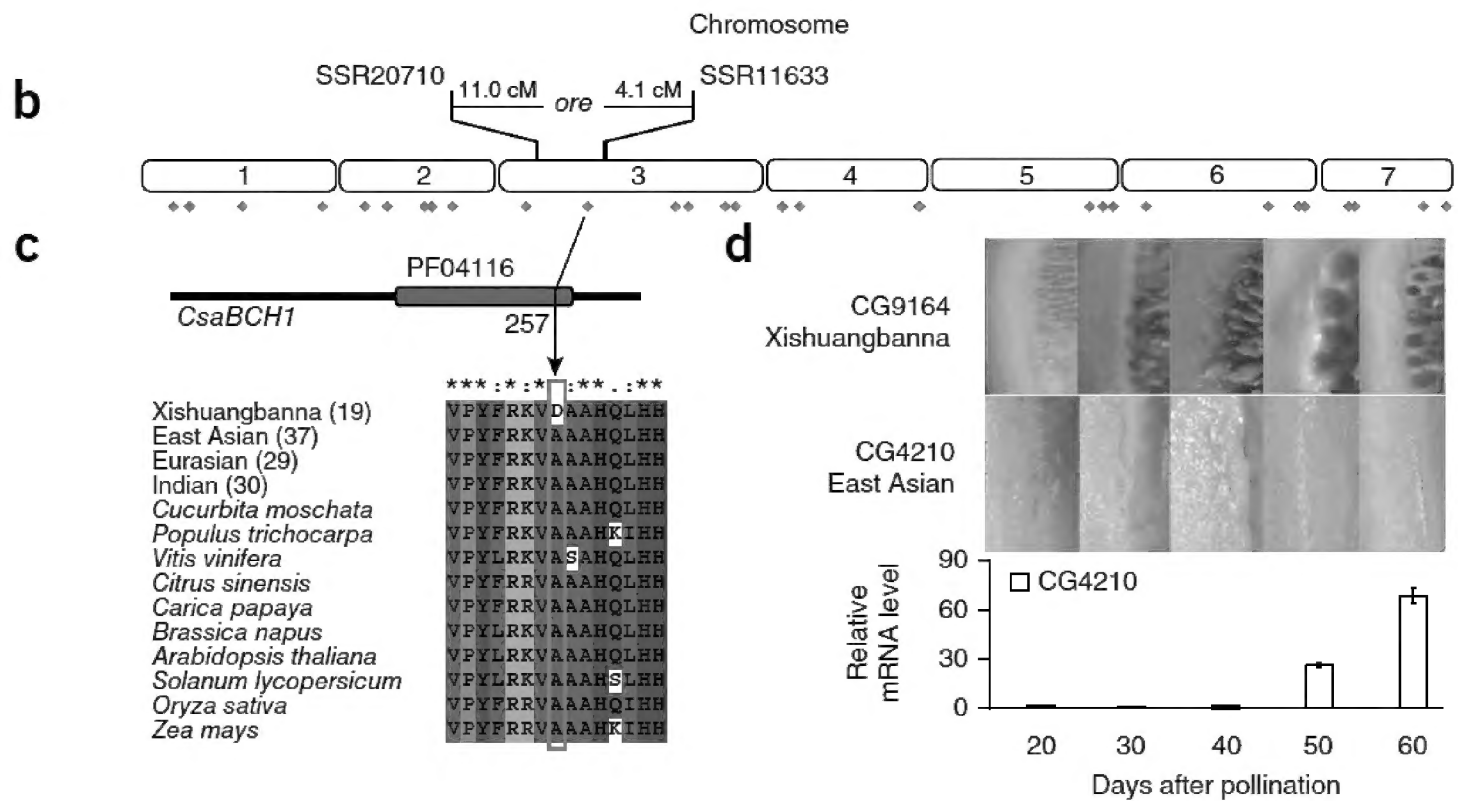 Chromosome
b
SSR20710
SSR11633
11.0 cM
ore
4.1 cM
1 2 3 4 5 6 7
c
PF04116
CsaBCH1
257
***:*:* :**.:**
Xishuangbanna (19) VPYFRKVDAAHQLHH
East Asian (37) VPYFRKVAAAHQLHH
Eurasian (29) VPYFRKVAAAHQLHH
Indian (30) VPYFRKVAAAHQLHH
Cucurbita moschata VPYFRKVAAAHQLHH
Populus trichocarpa VPYFRKVAAAHKIHH
Vitis vinifera VPYLRKVASAHQLHH
Citrus sinensis VPYFRRVAAAHQLHH
Carica papaya VPYFRRVAAAHQLHH
Brassica napus VPYLRKVAAAHQLHH
Arabidopsis thaliana VPYLRKVAAAHQLHH
Solanum lycopersicum VPYLRKVAAAHSLHH
Oryza sativa VPYFRRVAAAHQIHH
Zea mays VPYFRRVAAAHKIHH
d
CG9164
Xishuangbanna
CG4210
East Asian
Relative
mRNA level
90
60
30
0
CG4210
20 30 40 50 60
Days after pollination